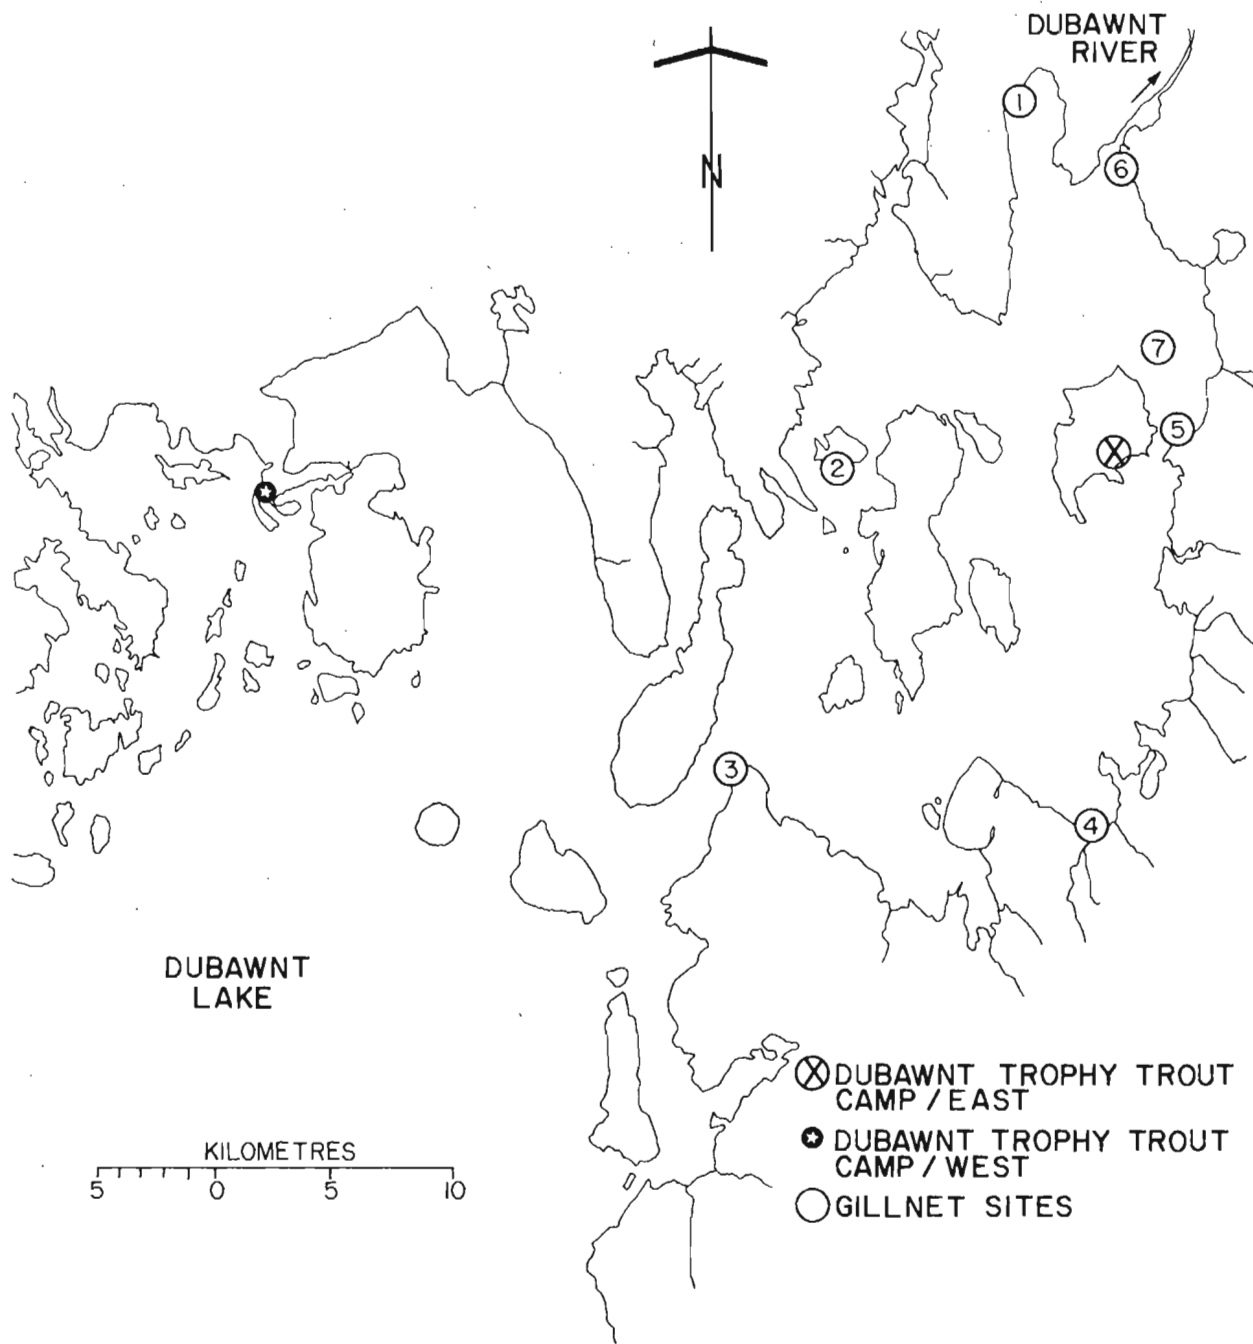 DUBAWNT
RIVER
1
N
6
7
5
X
2
3
4
DUBAWNT
LAKE
KILOMETRES
5 0 5 10
X DUBAWNT TROPHY TROUT
CAMP / EAST
DUBAWNT TROPHY TROUT
CAMP / WEST
GILLNET SITES